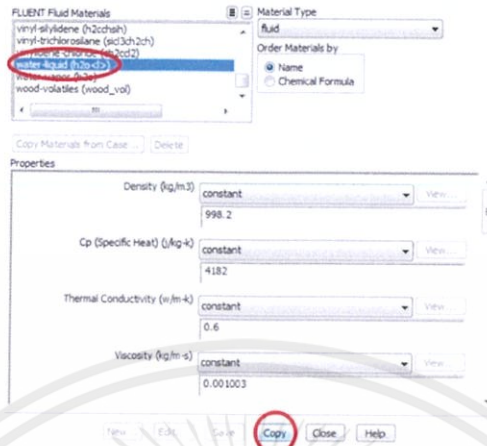 FLUENT Fluid Materials
Material Type
vinyl-silylidene (h2cchsih)
fluid
vinyl-trichlorosilane (sicl3ch2ch)
Order Materials by
water-liquid (h2o<l>)
Name
water-vapor (h2o)
Chemical Formula
wood-volatiles (wood_vol)
Copy Materials from Case ...
Delete
Properties
Density (kg/m3)
constant
View...
998.2
Cp (Specific Heat) (j/kg-k)
constant
View...
4182
Thermal Conductivity (w/m-k)
constant
View...
0.6
Viscosity (kg/m-s)
constant
View...
0.001003
New Edit... Save Copy Close Help